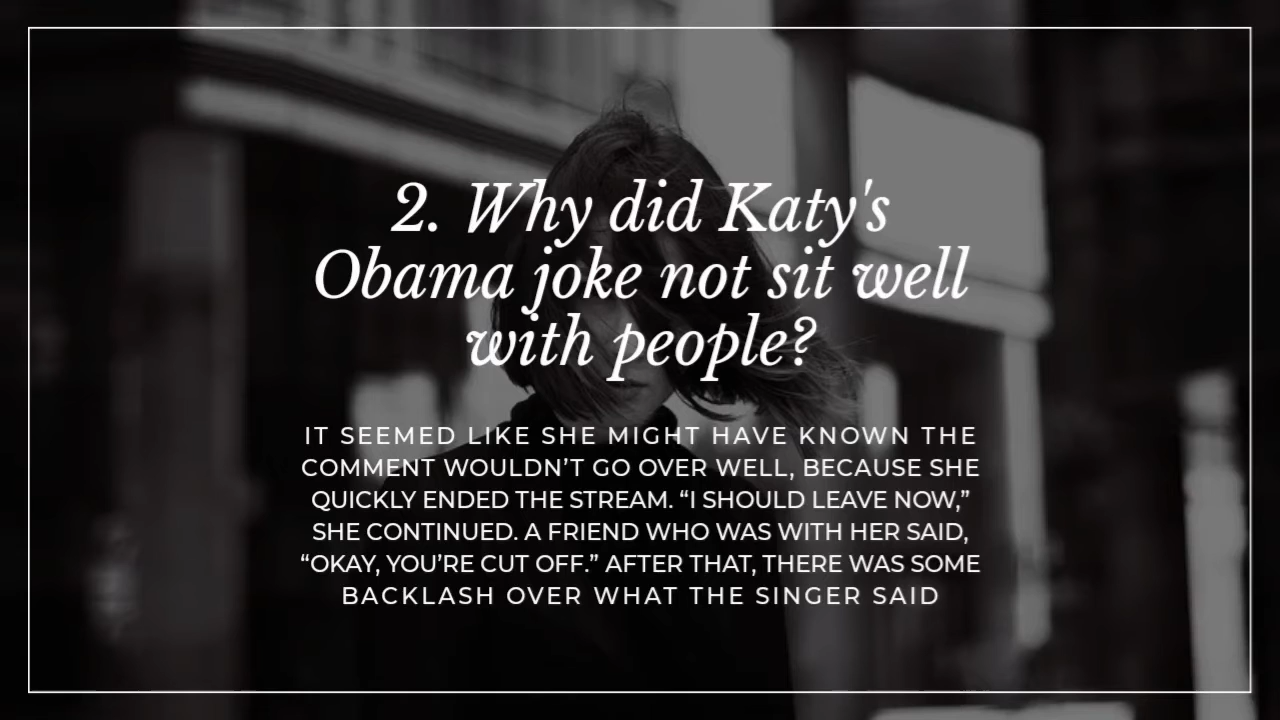 2. Why did Katy's
Obama joke not sit well
with people?
IT SEEMED LIKE SHE MIGHT HAVE KNOWN THE
COMMENT WOULDN’T GO OVER WELL, BECAUSE SHE
QUICKLY ENDED THE STREAM. “I SHOULD LEAVE NOW,”
SHE CONTINUED. A FRIEND WHO WAS WITH HER SAID,
“OKAY, YOU’RE CUT OFF.” AFTER THAT, THERE WAS SOME
BACKLASH OVER WHAT THE SINGER SAID